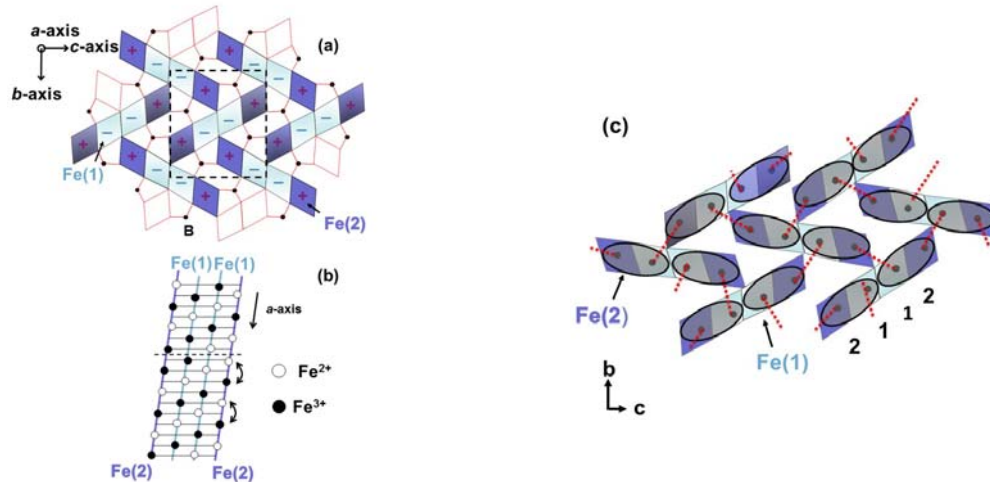 (a)
a-axis
c-axis
b-axis
+
−
−
+
+
−
−
+
+
−
−
+
+
−
−
+
+
−
−
+
+
−
−
+
Fe(1)
Fe(2)
B
(b)
Fe(1) Fe(1)
a-axis
Fe²⁺
Fe³⁺
Fe(2)
Fe(2)
(c)
Fe(2)
Fe(1)
2
1
1
2
b
c